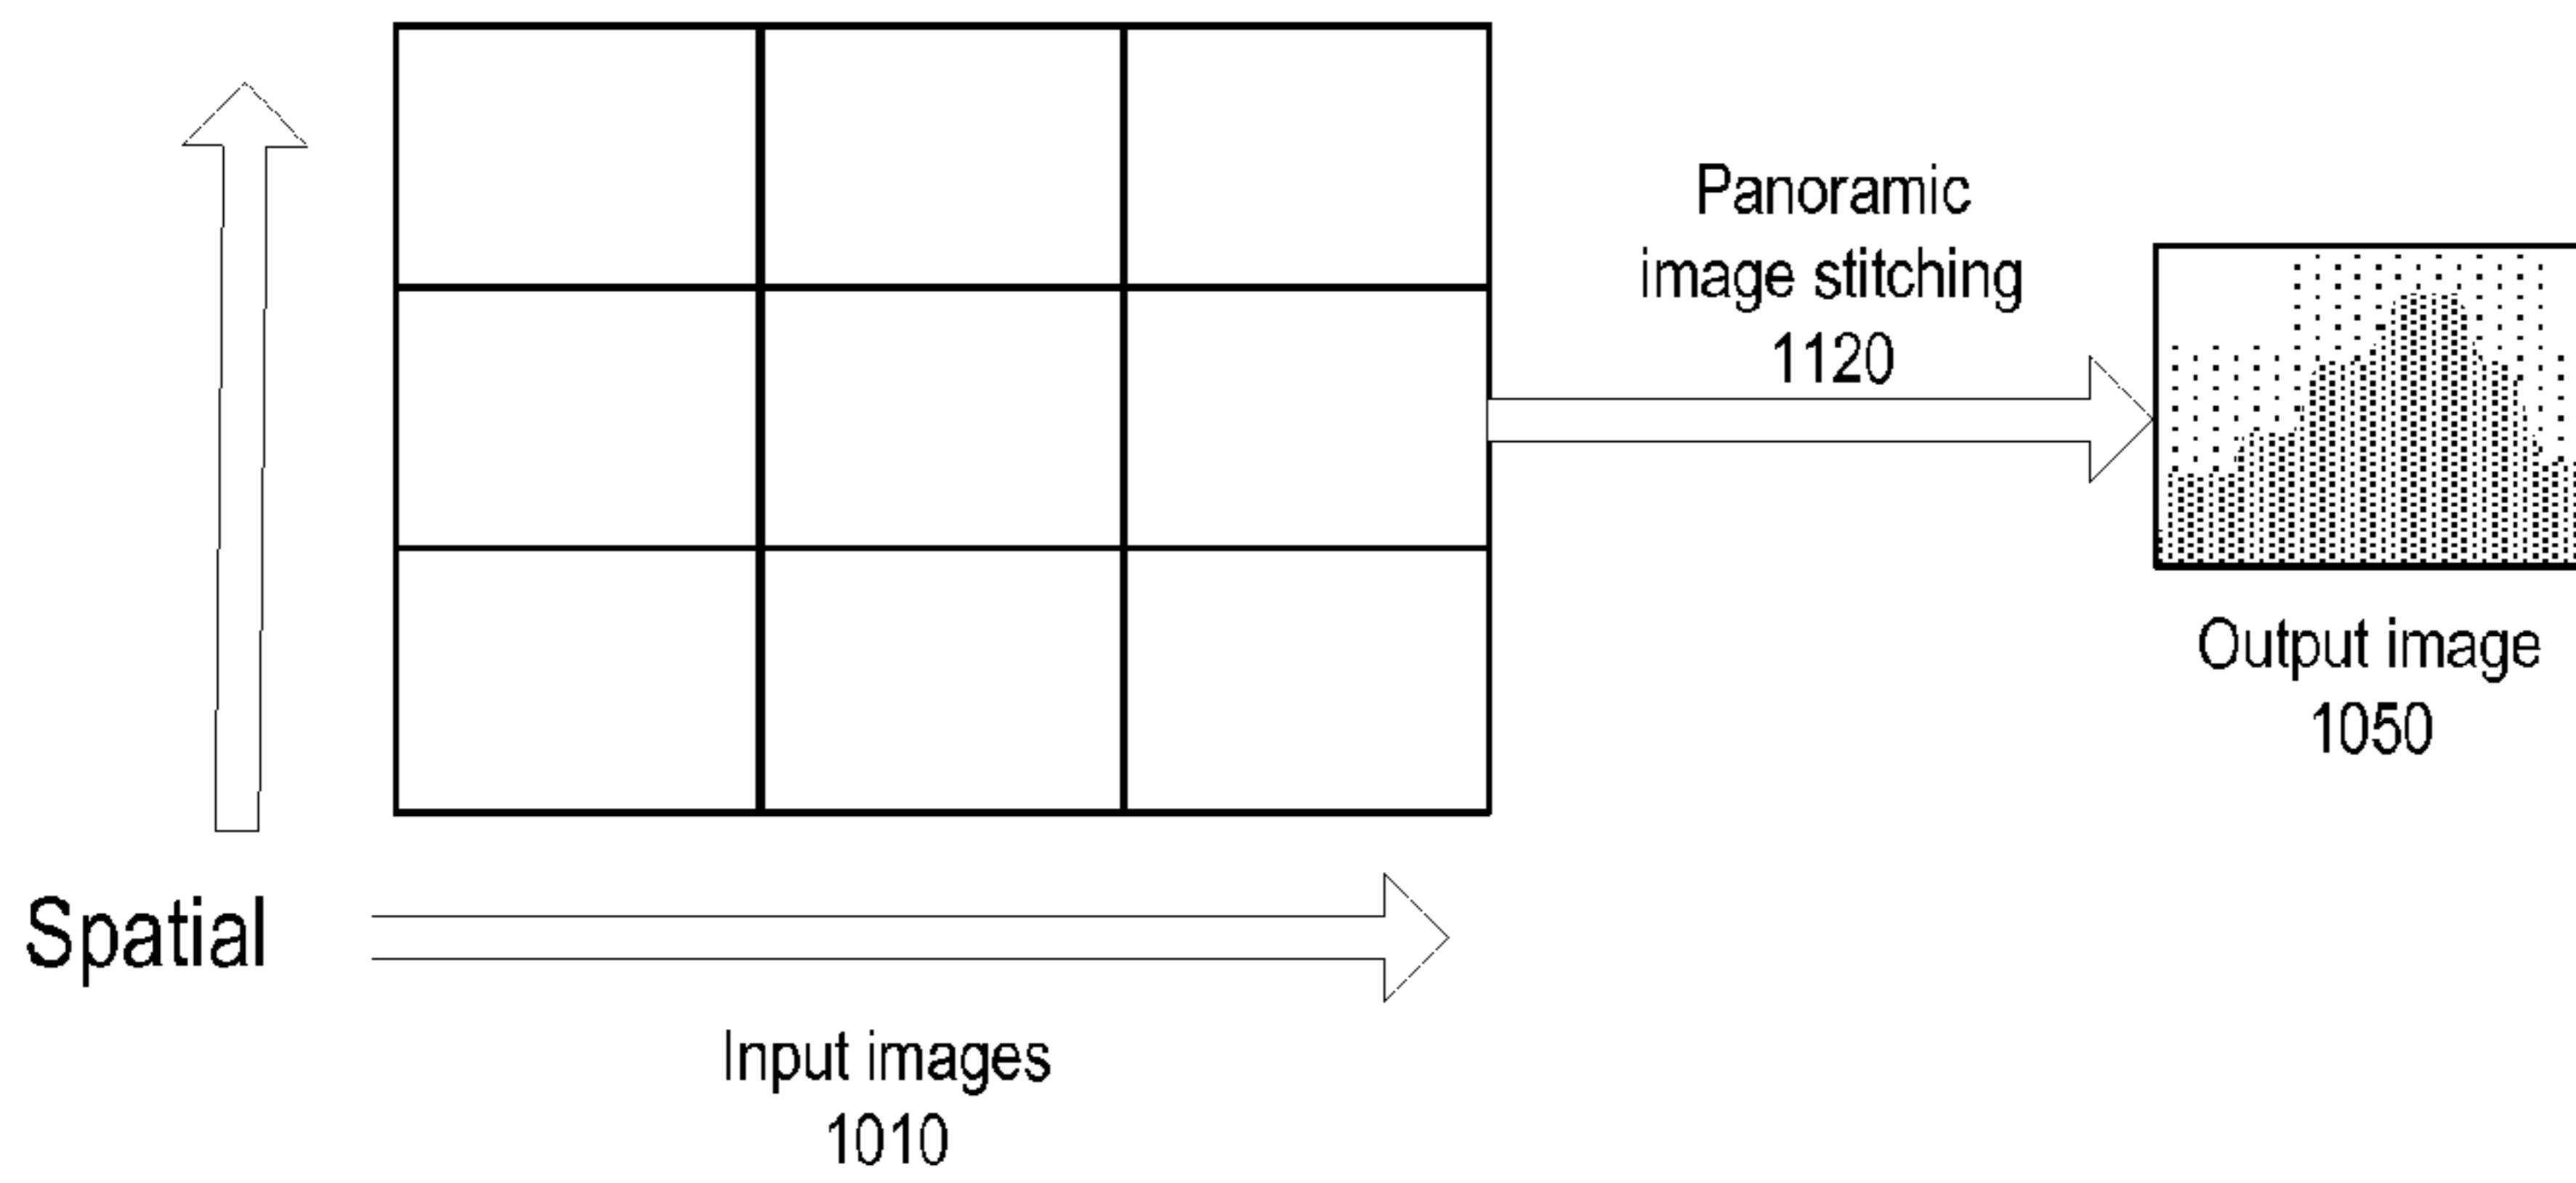 Panoramic
image stitching
1120
Output image
1050
Spatial
Input images
1010